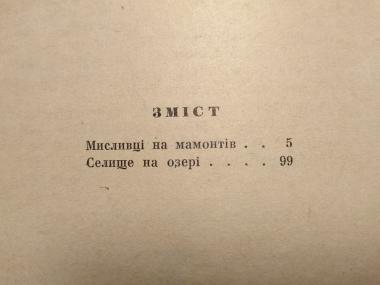 ЗМІСТ
Мисливці на мамонтів . . 5
Селище на озері . . . . 99